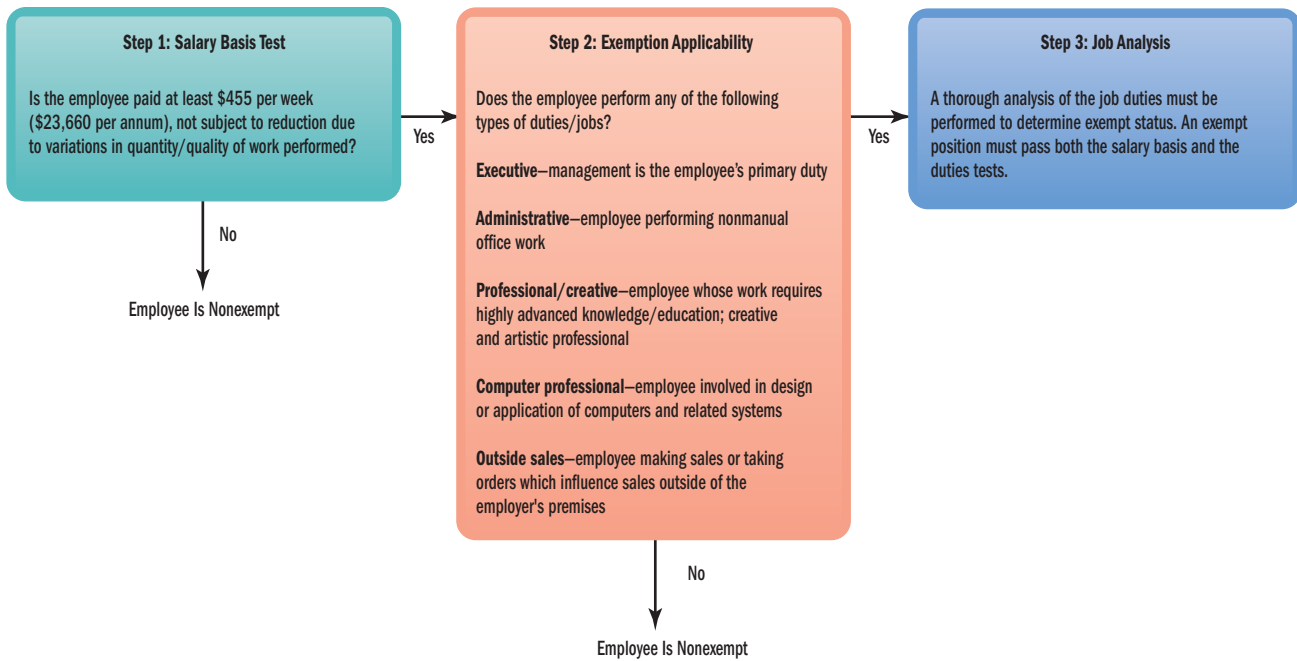 Step 1: Salary Basis Test
Is the employee paid at least $455 per week
($23,660 per annum), not subject to reduction due
to variations in quantity/quality of work performed?
Yes
No
Employee Is Nonexempt
Step 2: Exemption Applicability
Does the employee perform any of the following
types of duties/jobs?
Executive—management is the employee’s primary duty
Administrative—employee performing nonmanual
office work
Professional/creative—employee whose work requires
highly advanced knowledge/education; creative
and artistic professional
Computer professional—employee involved in design
or application of computers and related systems
Outside sales—employee making sales or taking
orders which influence sales outside of the
employer's premises
Yes
No
Employee Is Nonexempt
Step 3: Job Analysis
A thorough analysis of the job duties must be
performed to determine exempt status. An exempt
position must pass both the salary basis and the
duties tests.